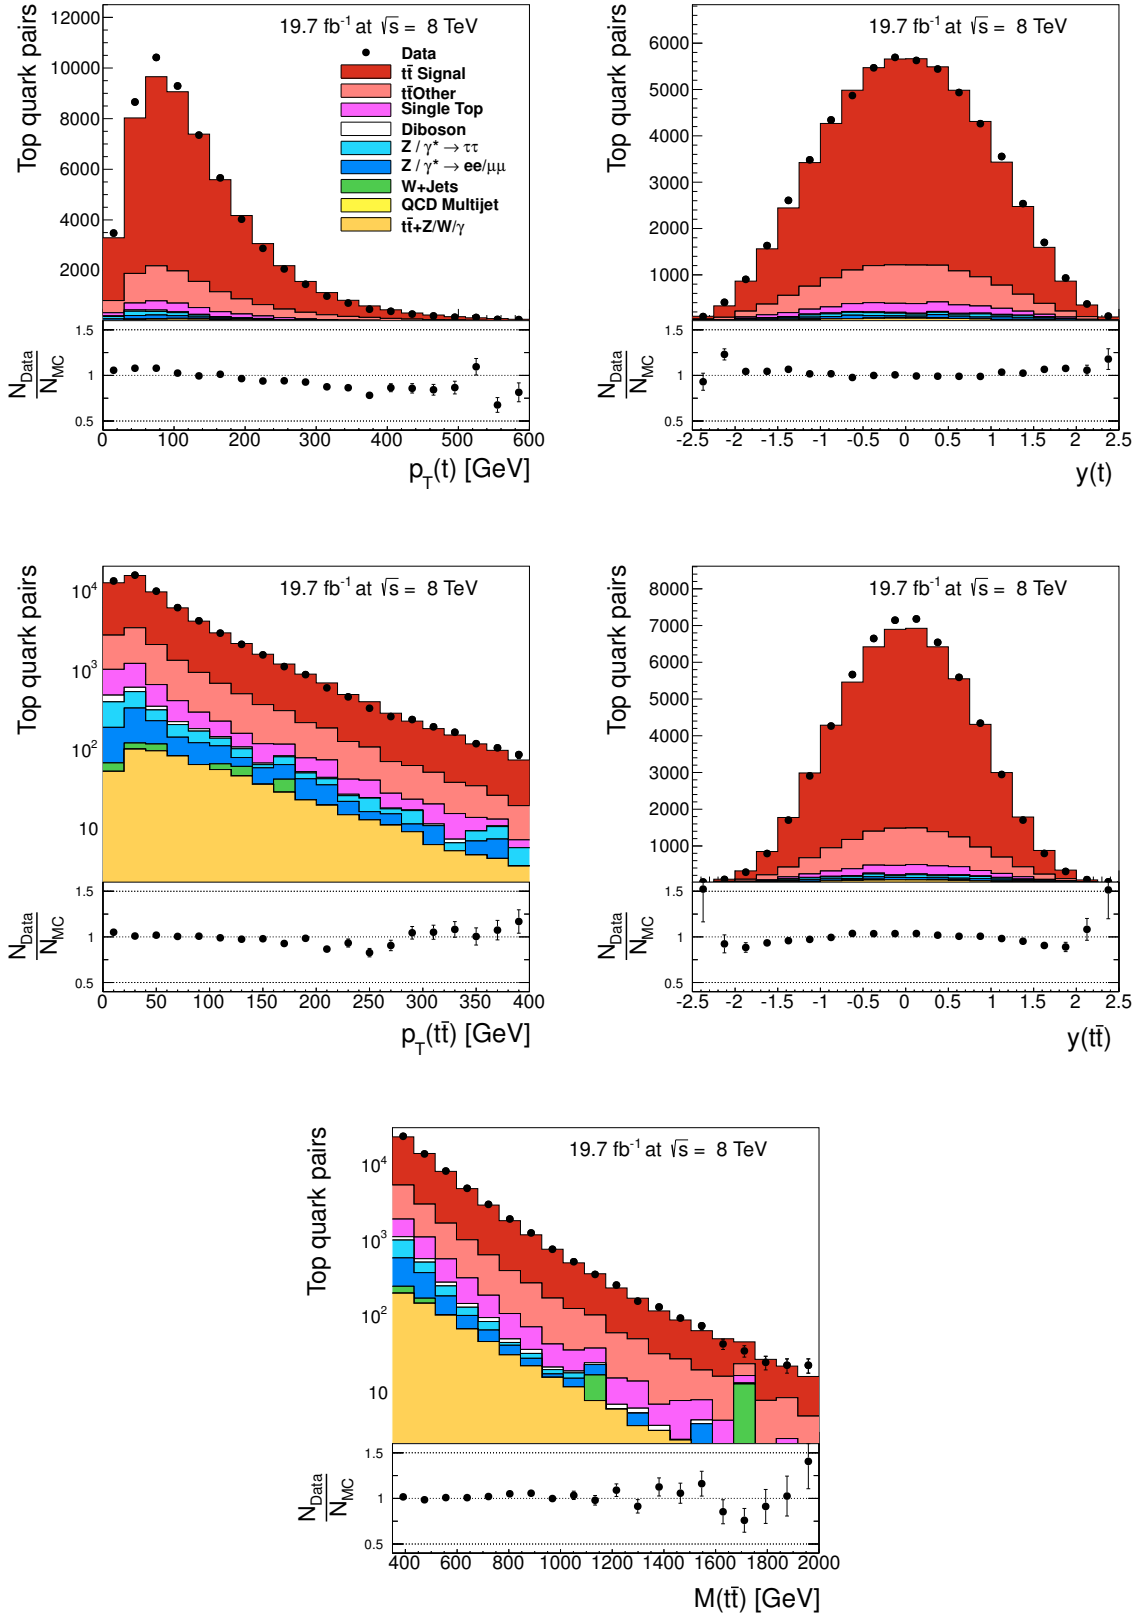 19.7 fb⁻¹ at √s = 8 TeV
Top quark pairs
12000
10000
8000
6000
4000
2000
Data
tt̄ Signal
tt̄Other
Single Top
Diboson
Z / γ* → ττ
Z / γ* → ee/μμ
W+Jets
QCD Multijet
tt̄+Z/W/γ
N_Data / N_MC
1.5
1
0.5
0 100 200 300 400 500 600
p_T(t) [GeV]
19.7 fb⁻¹ at √s = 8 TeV
Top quark pairs
6000
5000
4000
3000
2000
1000
N_Data / N_MC
1.5
1
0.5
-2.5 -2 -1.5 -1 -0.5 0 0.5 1 1.5 2 2.5
y(t)
19.7 fb⁻¹ at √s = 8 TeV
Top quark pairs
10⁴
10³
10²
10
N_Data / N_MC
1.5
1
0.5
0 50 100 150 200 250 300 350 400
p_T(tt̄) [GeV]
19.7 fb⁻¹ at √s = 8 TeV
Top quark pairs
8000
7000
6000
5000
4000
3000
2000
1000
N_Data / N_MC
1.5
1
0.5
-2.5 -2 -1.5 -1 -0.5 0 0.5 1 1.5 2 2.5
y(tt̄)
19.7 fb⁻¹ at √s = 8 TeV
Top quark pairs
10⁴
10³
10²
10
N_Data / N_MC
1.5
1
0.5
400 600 800 1000 1200 1400 1600 1800 2000
M(tt̄) [GeV]